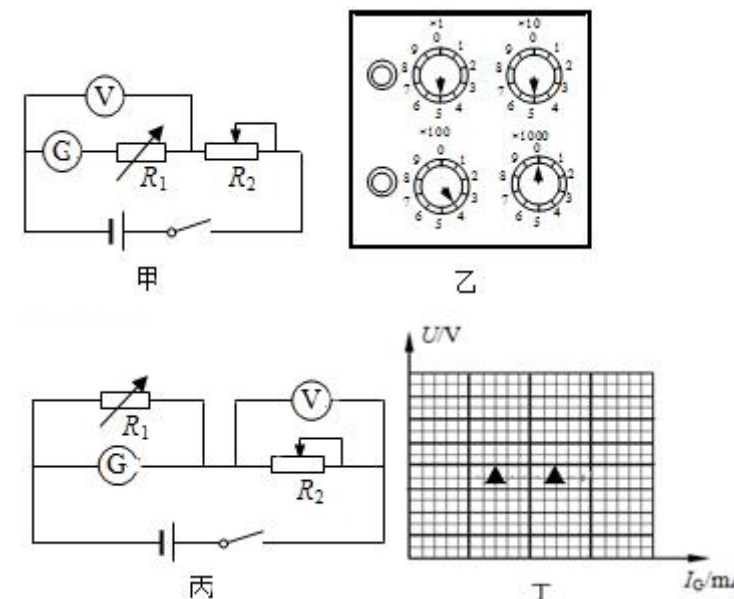 V
G
R₁
R₂
甲
×1
0 1 2 3 4 5 6 7 8 9
×10
0 1 2 3 4 5 6 7 8 9
×100
0 1 2 3 4 5 6 7 8 9
×1000
0 1 2 3 4 5 6 7 8 9
乙
R₁
V
G
R₂
丙
U/V
I_G/mA
丁